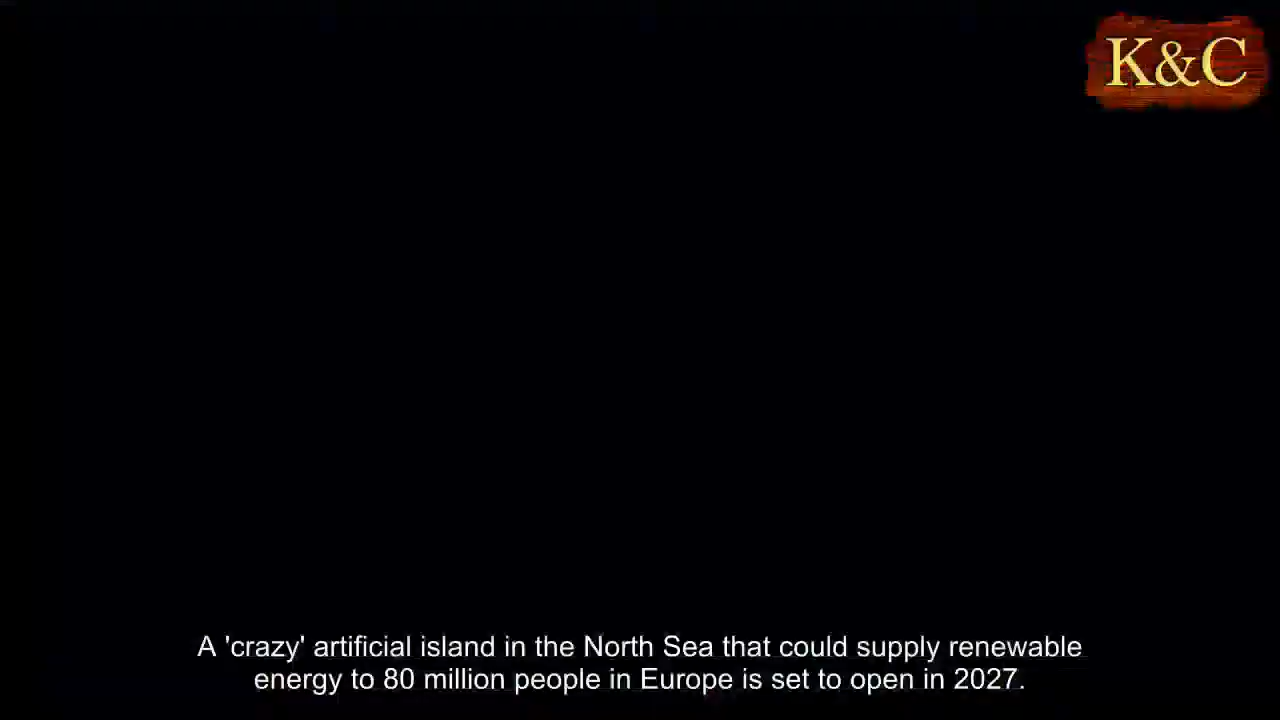 K&C
A 'crazy' artificial island in the North Sea that could supply renewable
energy to 80 million people in Europe is set to open in 2027.